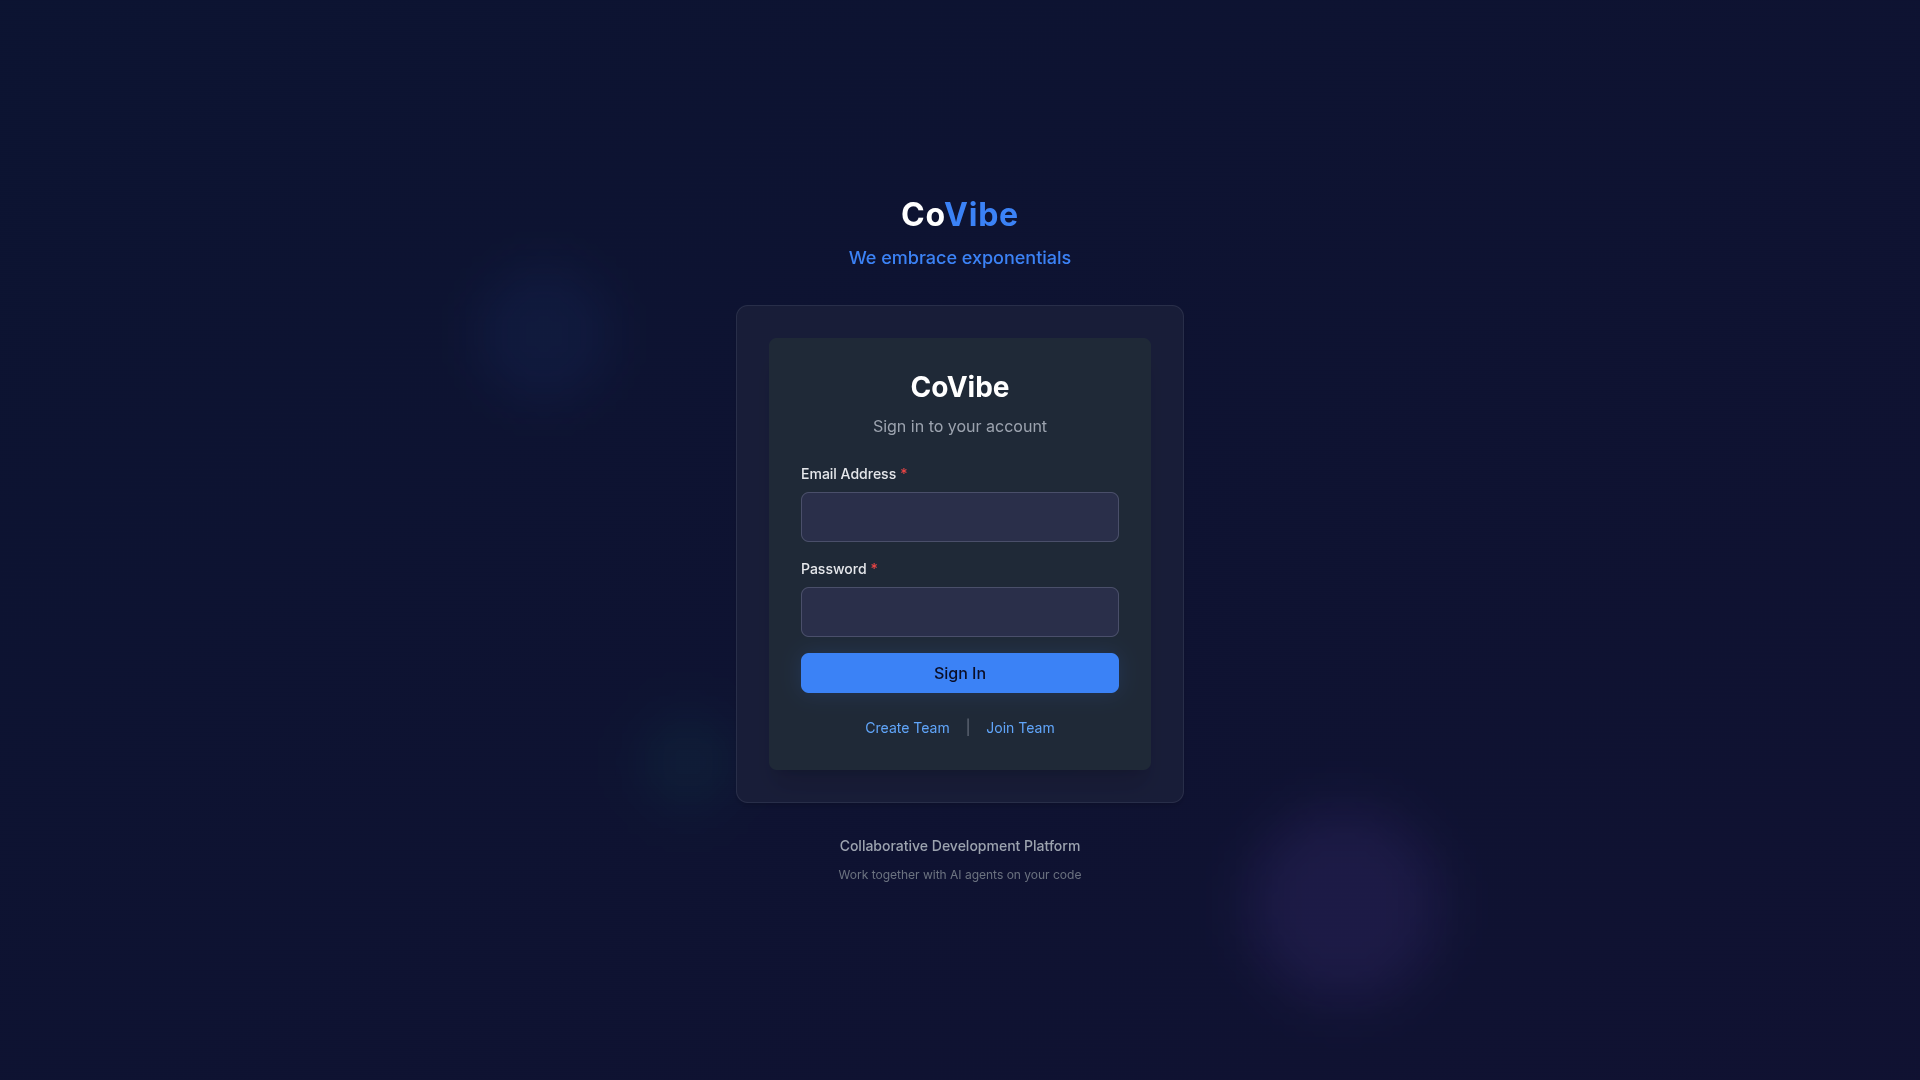 CoVibe
We embrace exponentials
CoVibe
Sign in to your account
Email Address *
Password *
Sign In
Create Team | Join Team
Collaborative Development Platform
Work together with AI agents on your code